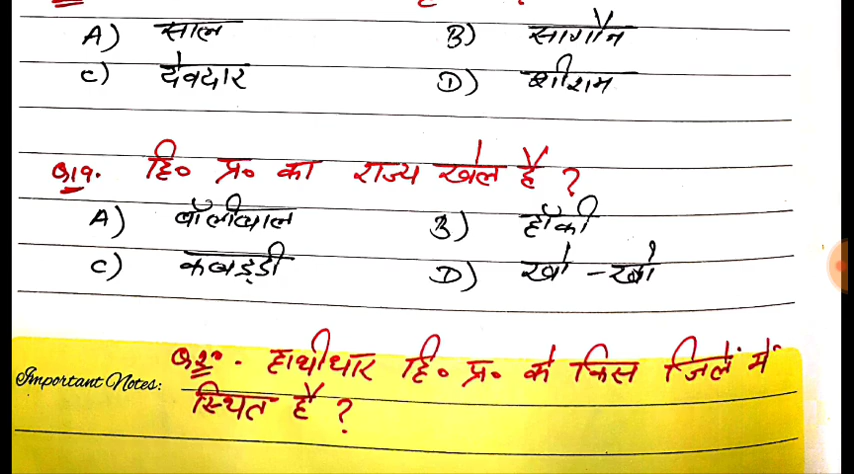 A) साल B) सागौन
C) देवदार D) शीशम
Q19. हि० प्र० का राज्य खेल है ?
A) वॉलीवाल B) हॉकी
C) कबड्डी D) खो - खो
Q20. हाथीधार हि० प्र० के किस जिलें में
Important Notes:
स्थित है ?